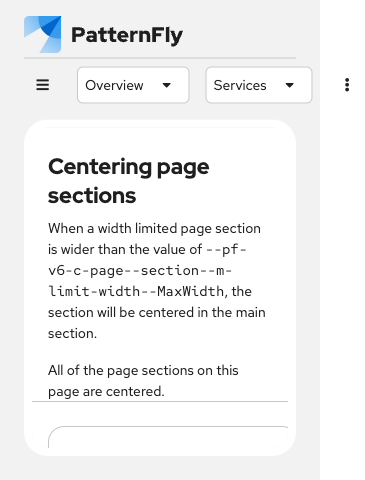 PatternFly
Overview
Services
Centering page
sections
When a width limited page section
is wider than the value of --pf-
v6-c-page--section--m-
limit-width--MaxWidth, the
section will be centered in the main
section.
All of the page sections on this
page are centered.